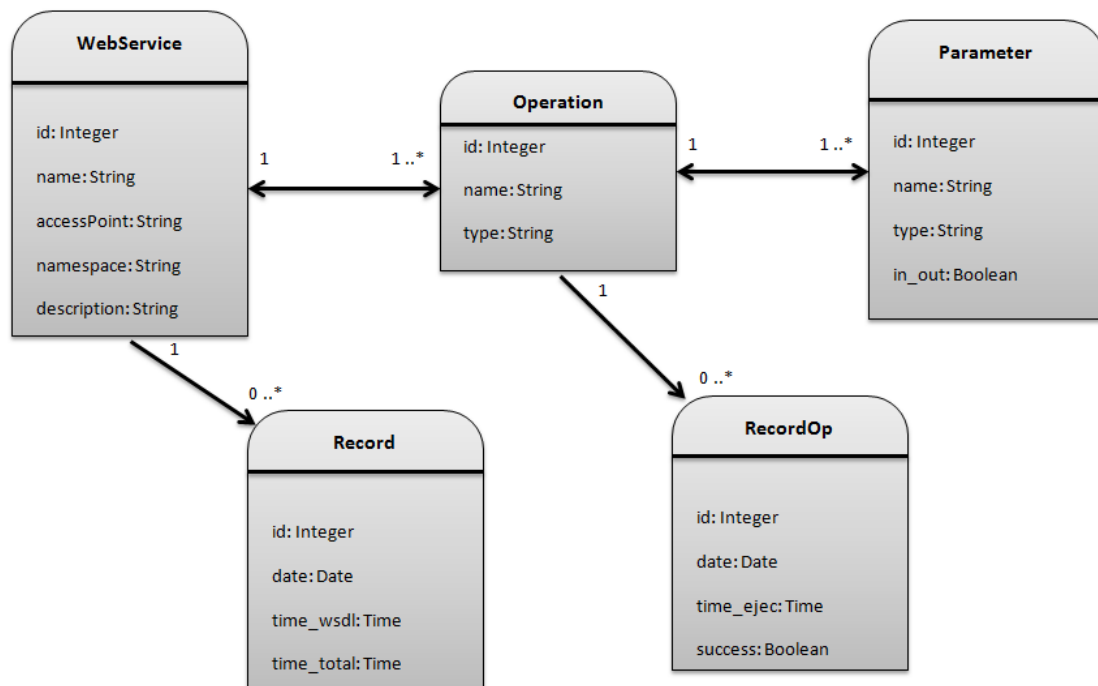 WebService
id: Integer
name: String
accessPoint: String
namespace: String
description: String
1
1 ..*
Operation
id: Integer
name: String
type: String
1
1 ..*
Parameter
id: Integer
name: String
type: String
in_out: Boolean
1
0 ..*
1
0 ..*
Record
id: Integer
date: Date
time_wsdl: Time
time_total: Time
RecordOp
id: Integer
date: Date
time_ejec: Time
success: Boolean